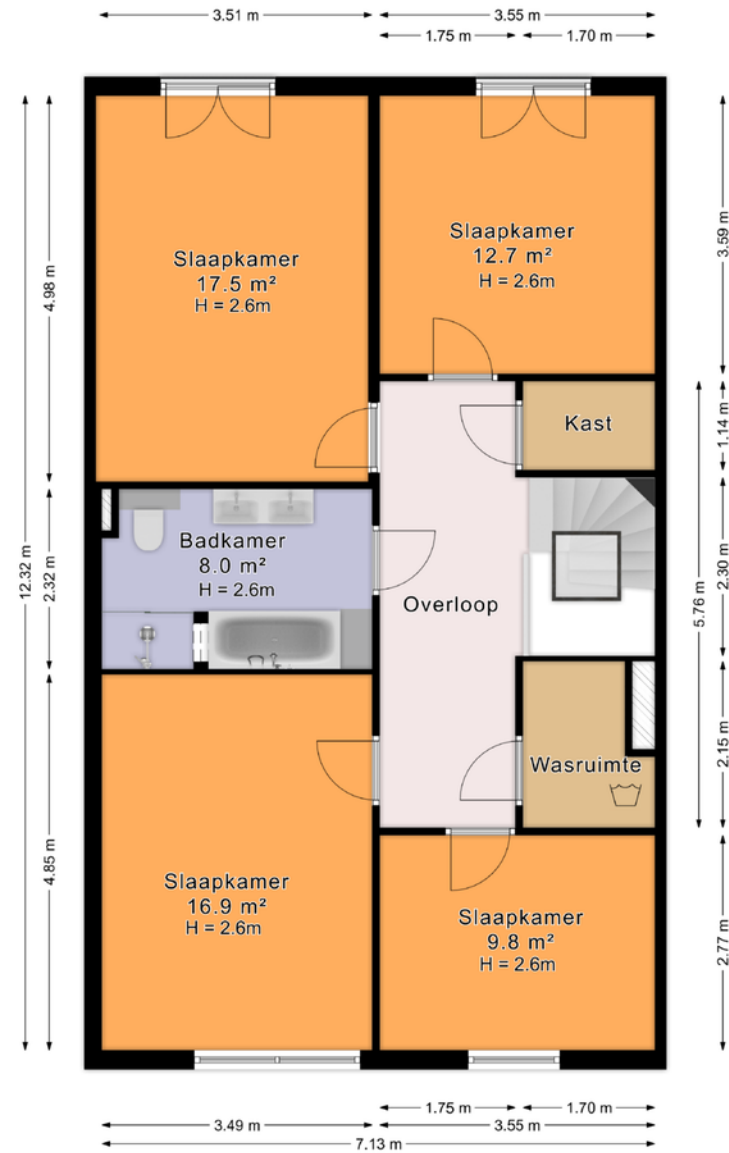 3.51 m
3.55 m
1.75 m
1.70 m
Slaapkamer
17.5 m²
H = 2.6m
Slaapkamer
12.7 m²
H = 2.6m
4.98 m
3.59 m
Kast
1.14 m
Badkamer
8.0 m²
H = 2.6m
Overloop
12.32 m
2.32 m
5.76 m
2.30 m
Wasruimte
2.15 m
Slaapkamer
16.9 m²
H = 2.6m
Slaapkamer
9.8 m²
H = 2.6m
4.85 m
2.77 m
1.75 m
1.70 m
3.49 m
3.55 m
7.13 m